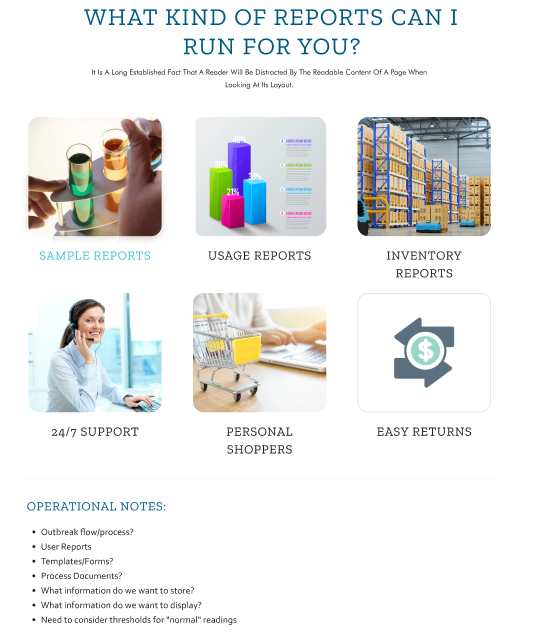 WHAT KIND OF REPORTS CAN I
RUN FOR YOU?
It Is A Long Established Fact That A Reader Will Be Distracted By The Readable Content Of A Page When
Looking At Its Layout.
46%
38%
33%
21%
SAMPLE REPORTS
USAGE REPORTS
INVENTORY
REPORTS
24/7 SUPPORT
PERSONAL
SHOPPERS
EASY RETURNS
OPERATIONAL NOTES:
• Outbreak flow/process?
• User Reports
• Templates/Forms?
• Process Documents?
• What information do we want to store?
• What information do we want to display?
• Need to consider thresholds for "normal" readings